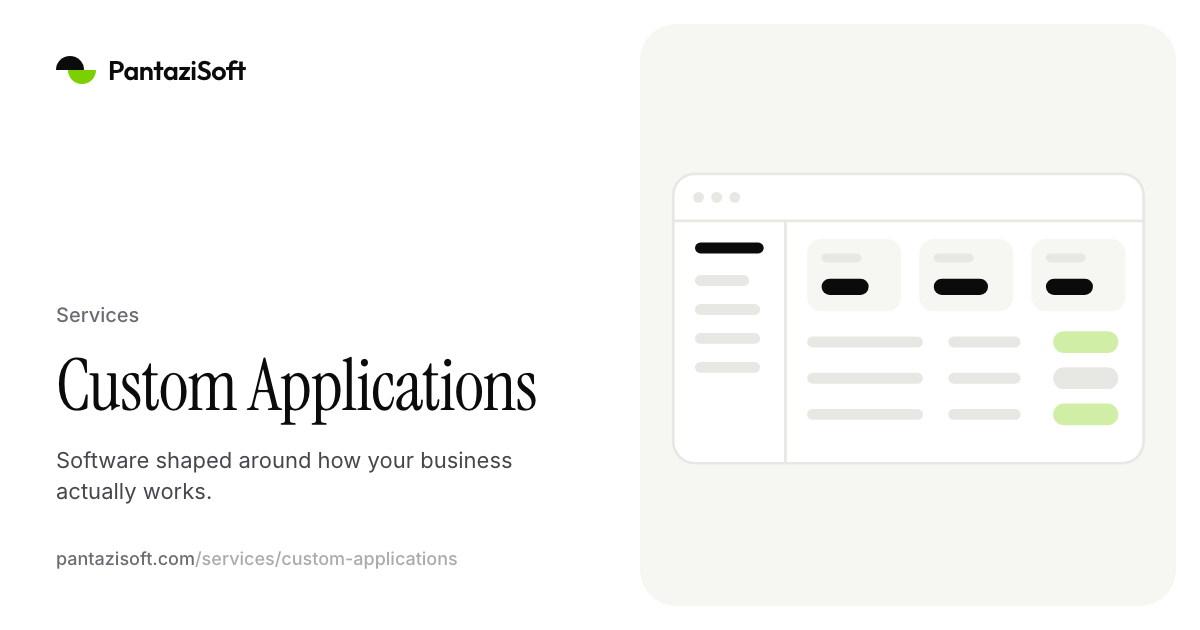 PantaziSoft
Services
Custom Applications
Software shaped around how your business
actually works.
pantazisoft.com/services/custom-applications